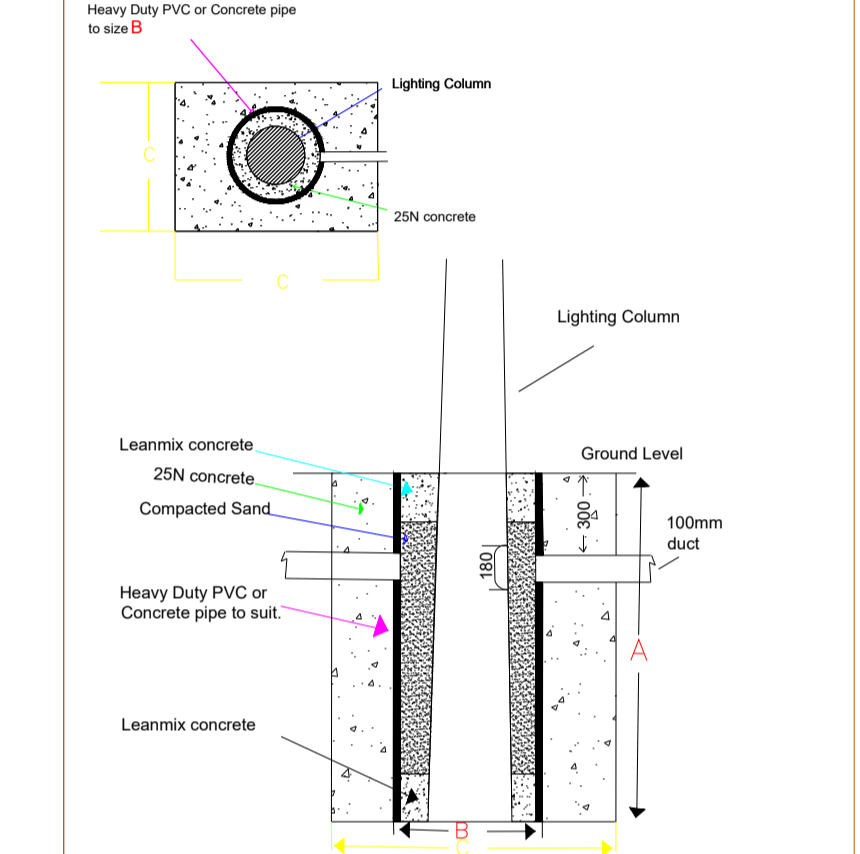 Heavy Duty PVC or Concrete pipe
to size B
Lighting Column
C
25N concrete
C
Lighting Column
Leanmix concrete
Ground Level
25N concrete
Compacted Sand
300
100mm
duct
180
Heavy Duty PVC or
Concrete pipe to suit.
A
Leanmix concrete
B
C